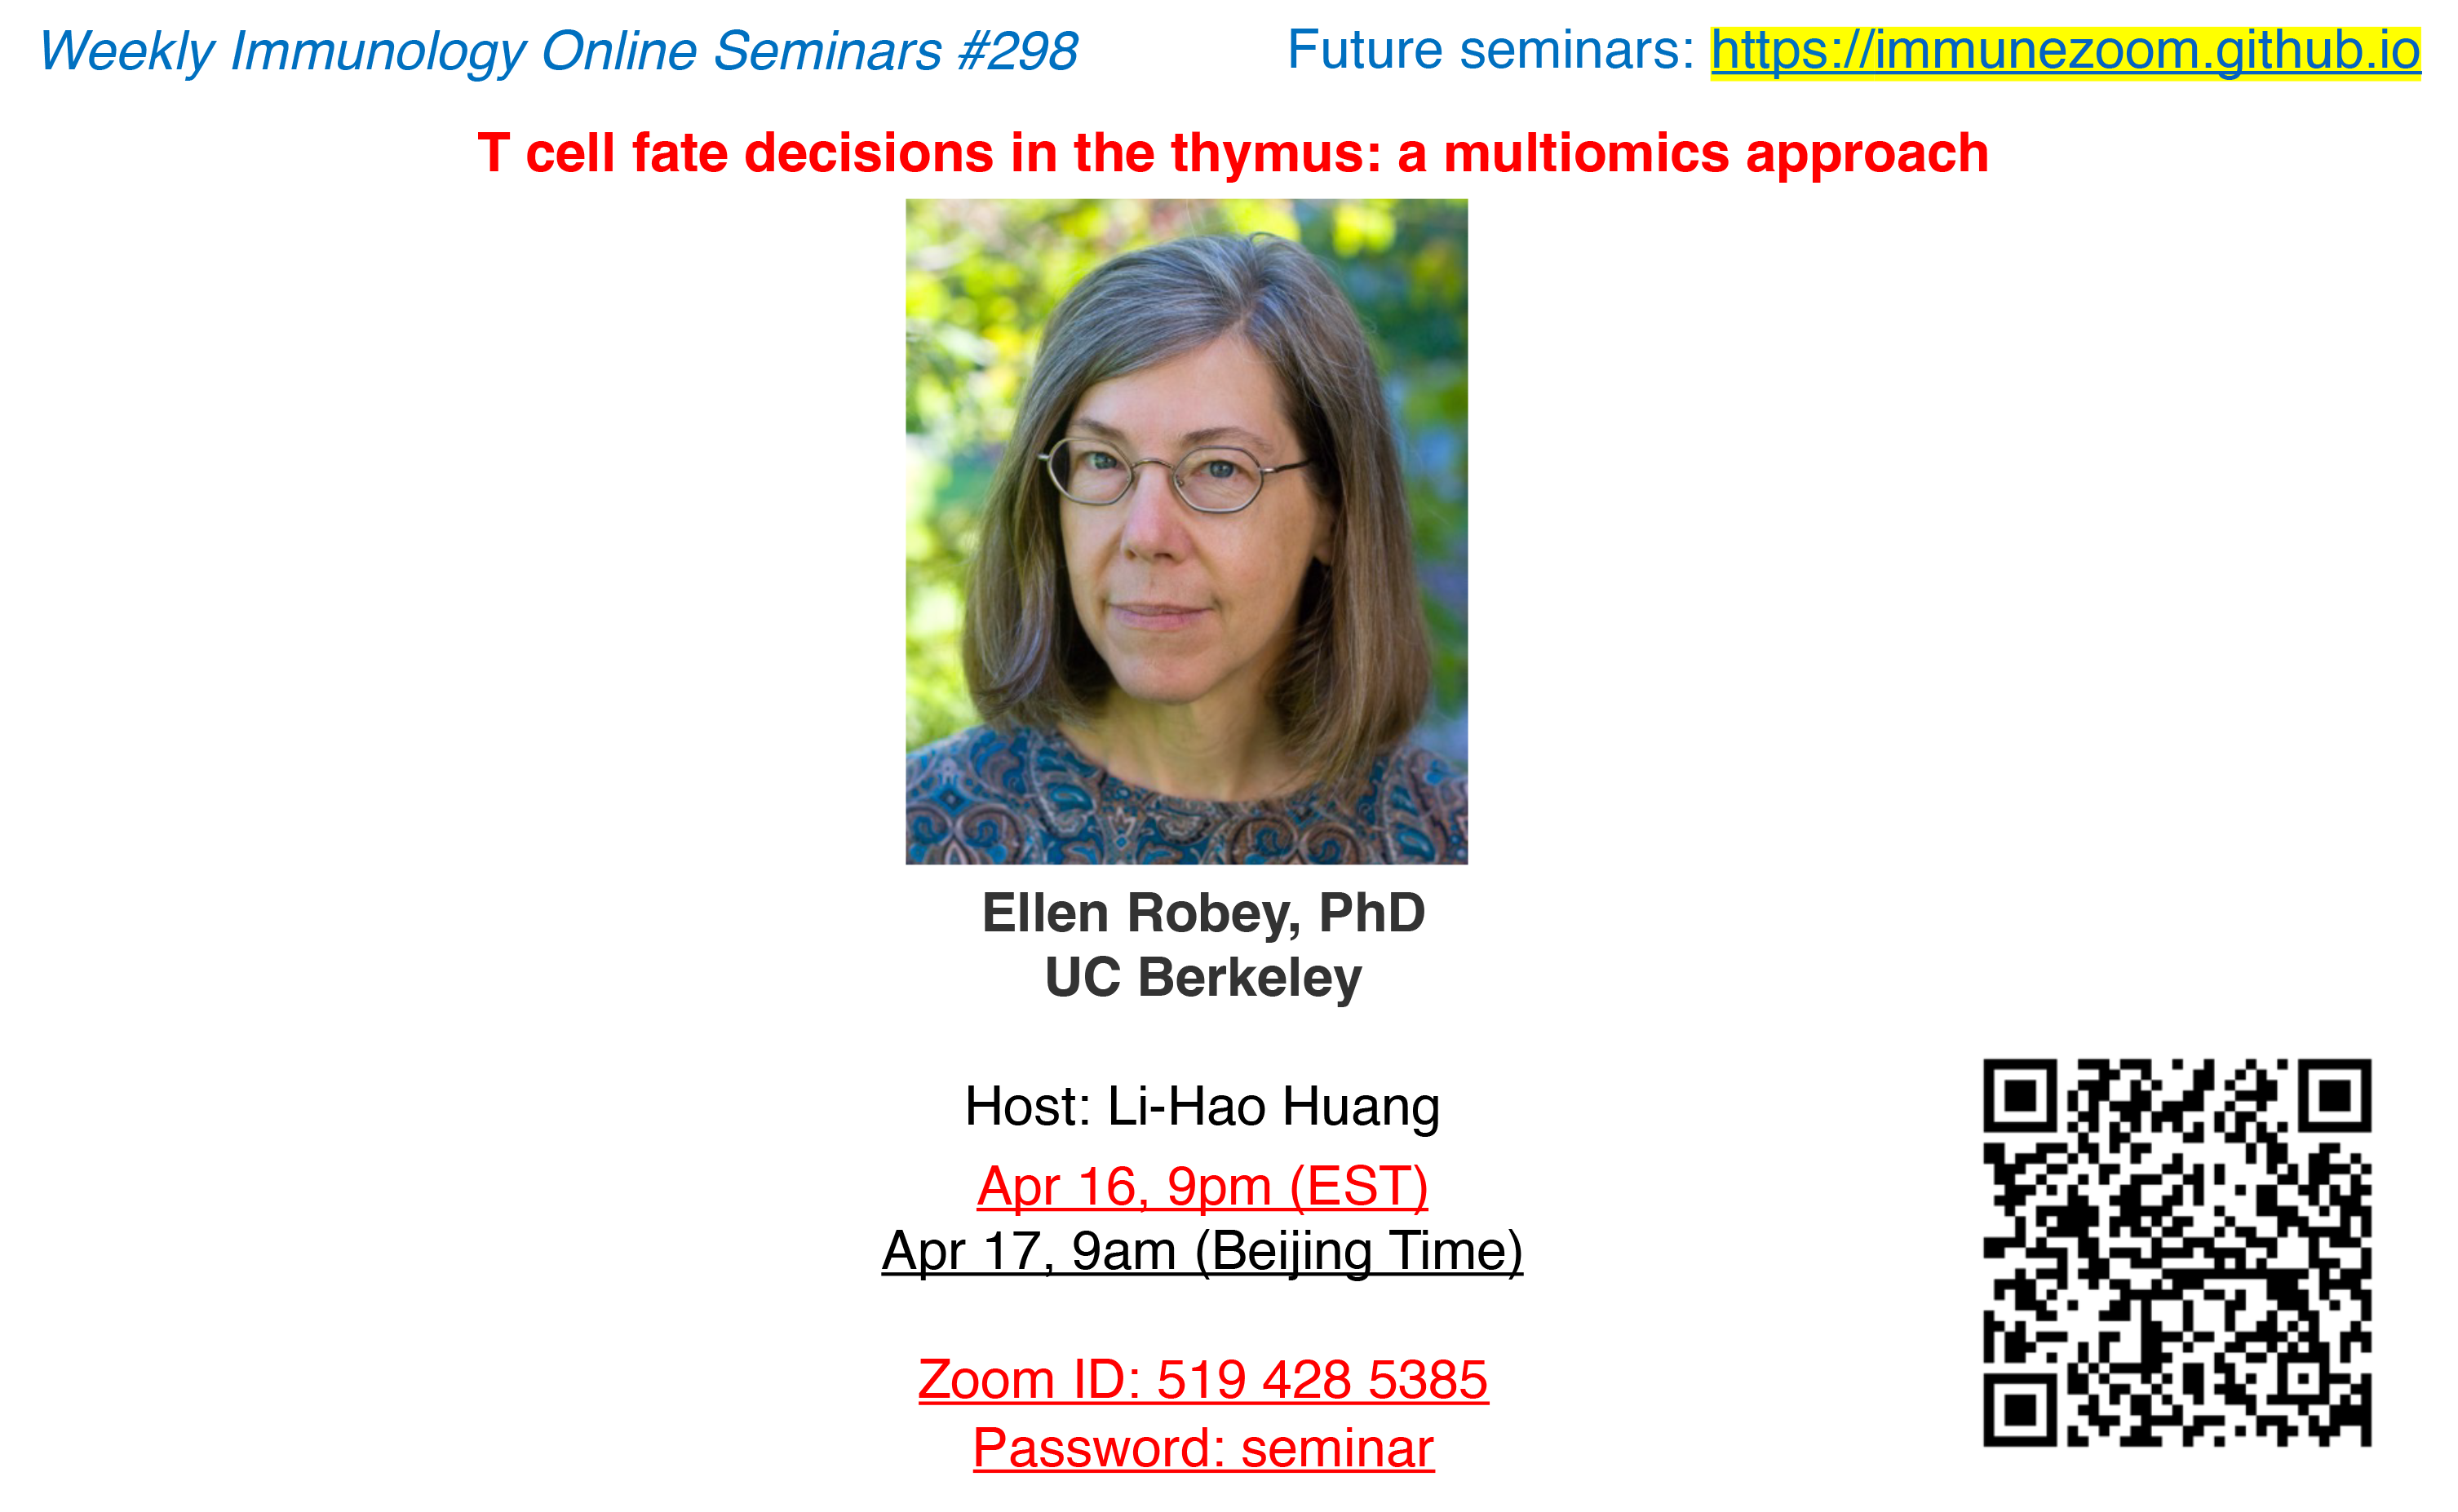 Weekly Immunology Online Seminars #298
Future seminars: https://immunezoom.github.io
T cell fate decisions in the thymus: a multiomics approach
Ellen Robey, PhD
UC Berkeley
Host: Li-Hao Huang
Apr 16, 9pm (EST)
Apr 17, 9am (Beijing Time)
Zoom ID: 519 428 5385
Password: seminar